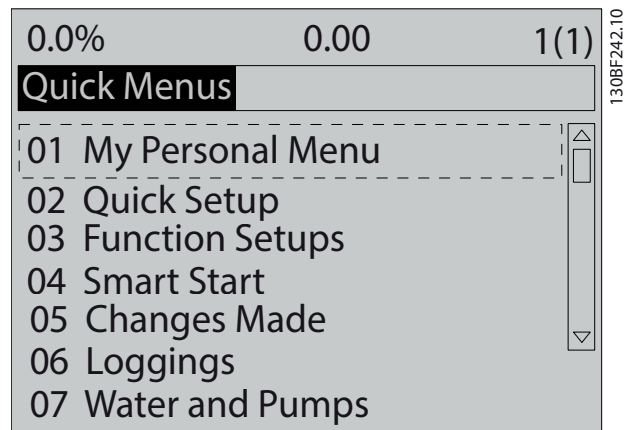 0.0% 0.00 1(1)
Quick Menus
01 My Personal Menu
02 Quick Setup
03 Function Setups
04 Smart Start
05 Changes Made
06 Loggings
07 Water and Pumps
130BF242.10